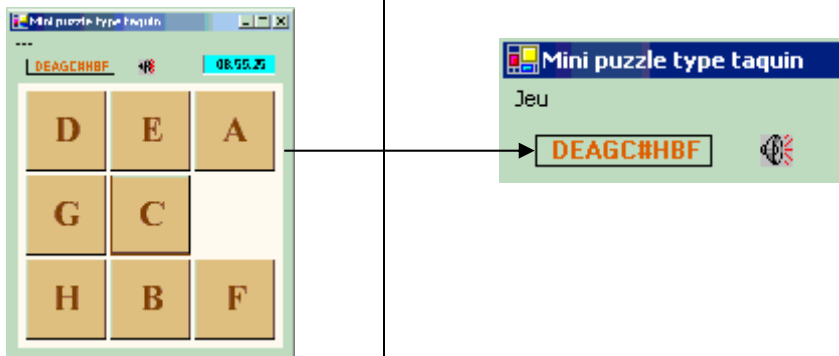 Mini puzzle type taquin
---
DEAGC#HBF 08:55:25
D E A
G C
H B F
Mini puzzle type taquin
Jeu
DEAGC#HBF